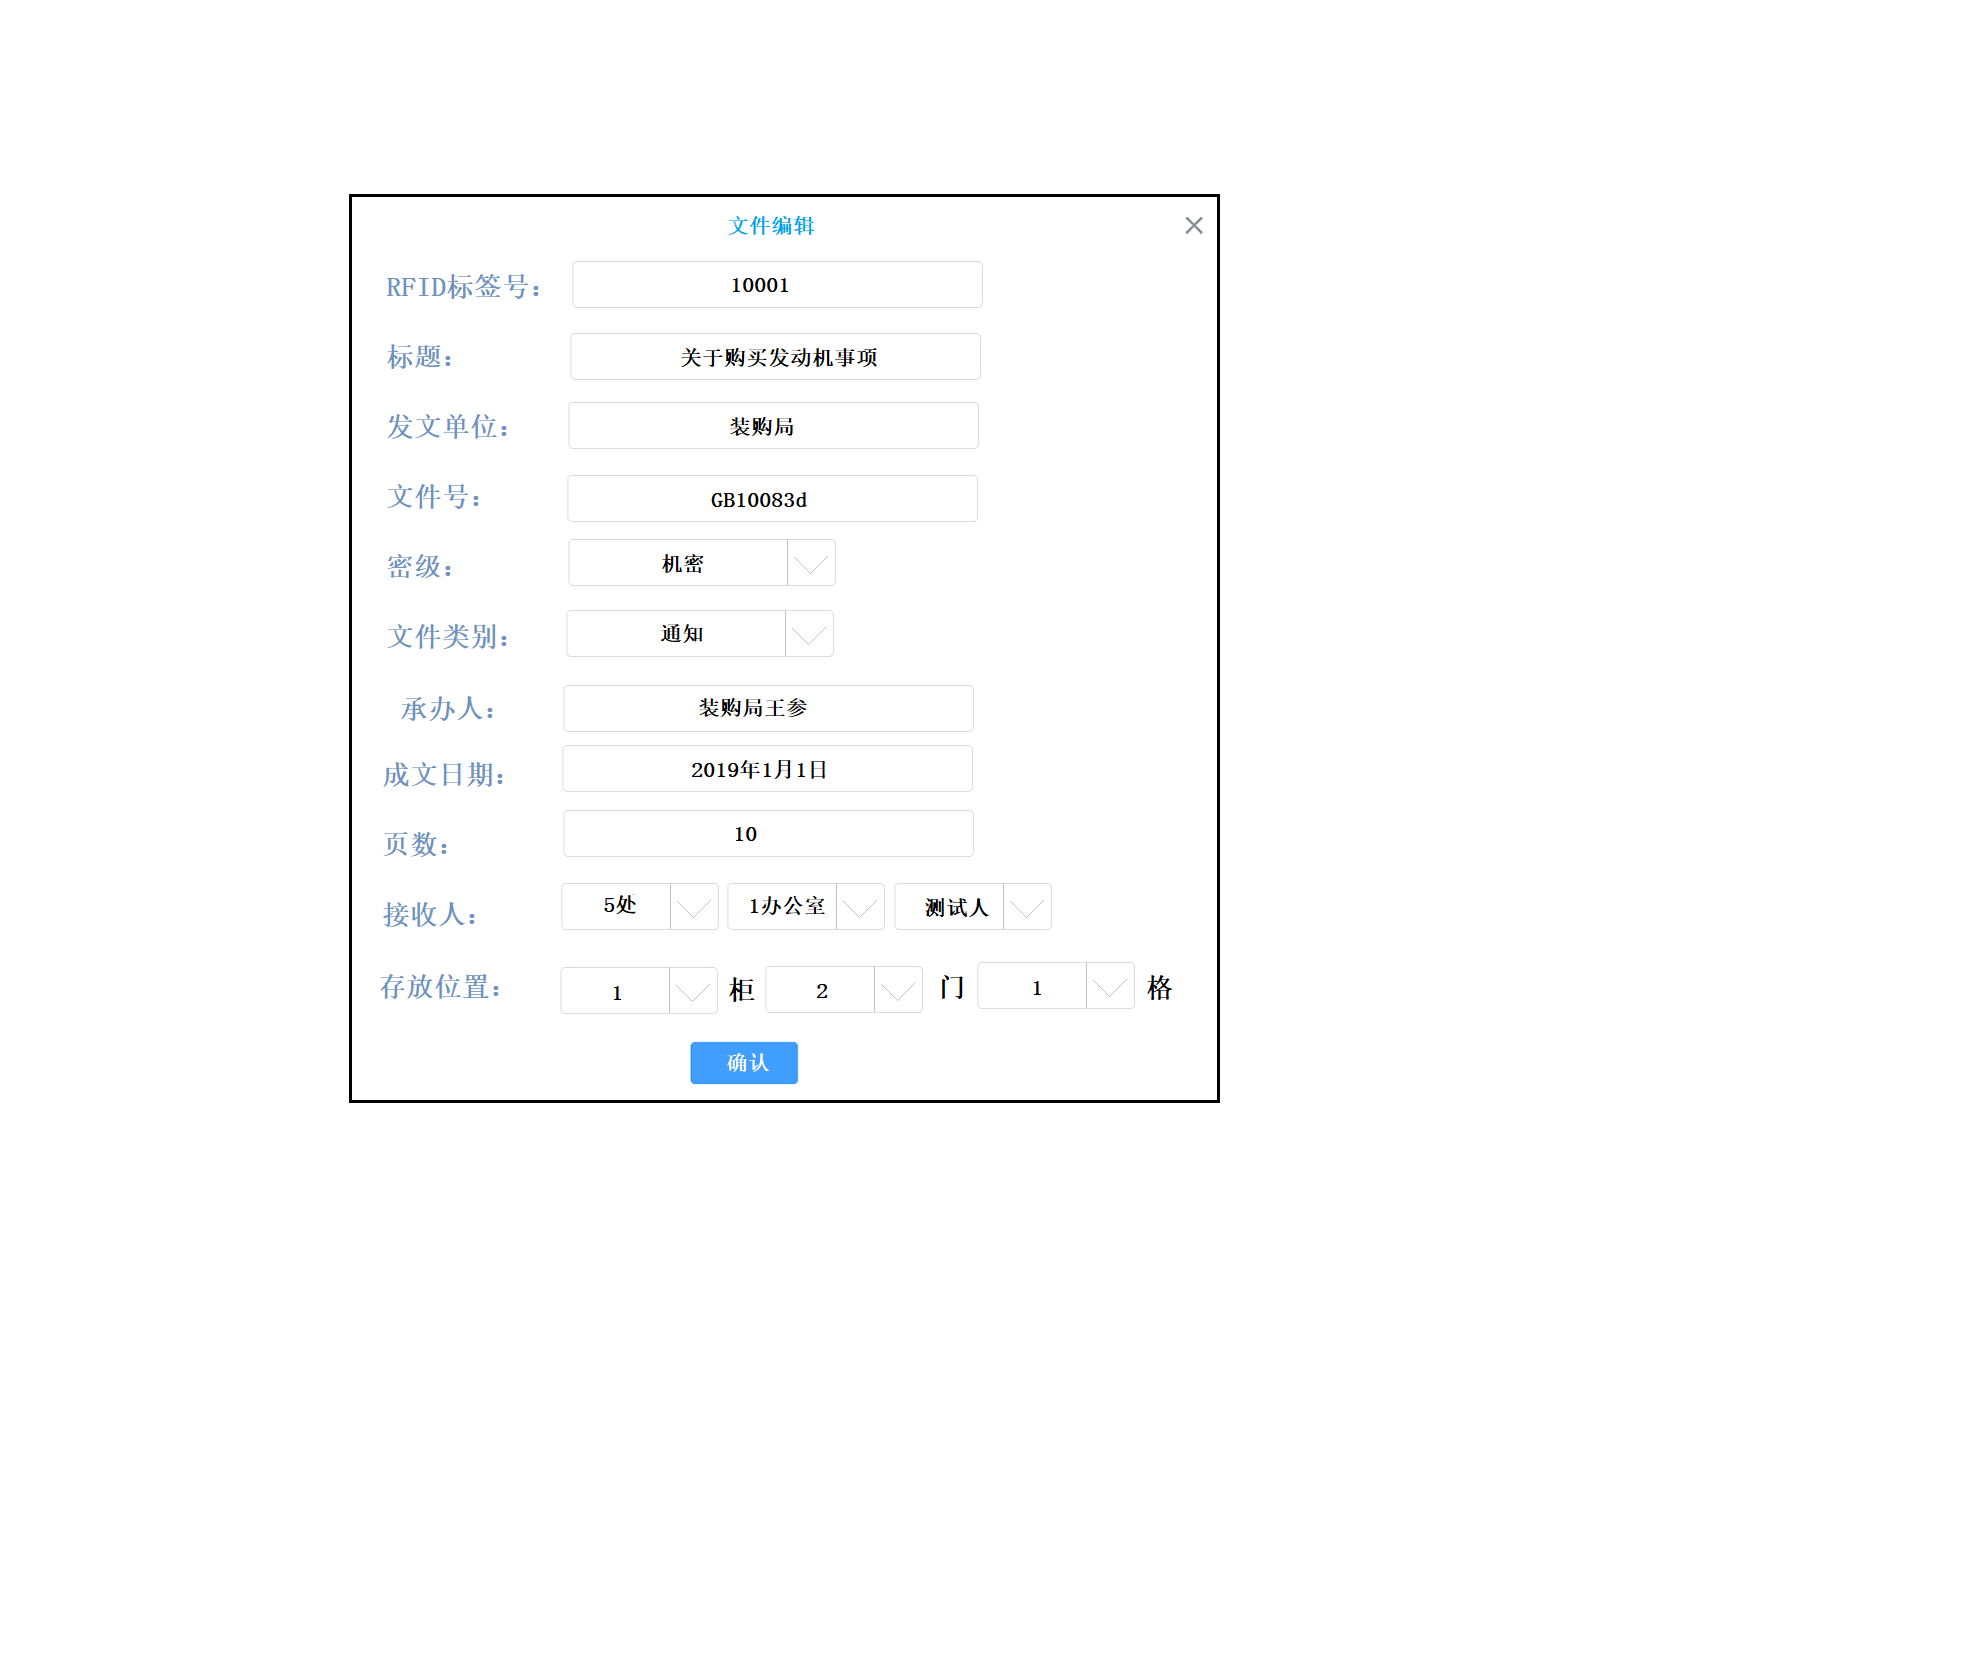 文件编辑
RFID标签号： 10001
标题： 关于购买发动机事项
发文单位： 装购局
文件号： GB10083d
密级： 机密
文件类别： 通知
承办人： 装购局王参
成文日期： 2019年1月1日
页数： 10
接收人： 5处 1办公室 测试人
存放位置： 1 柜 2 门 1 格
确认